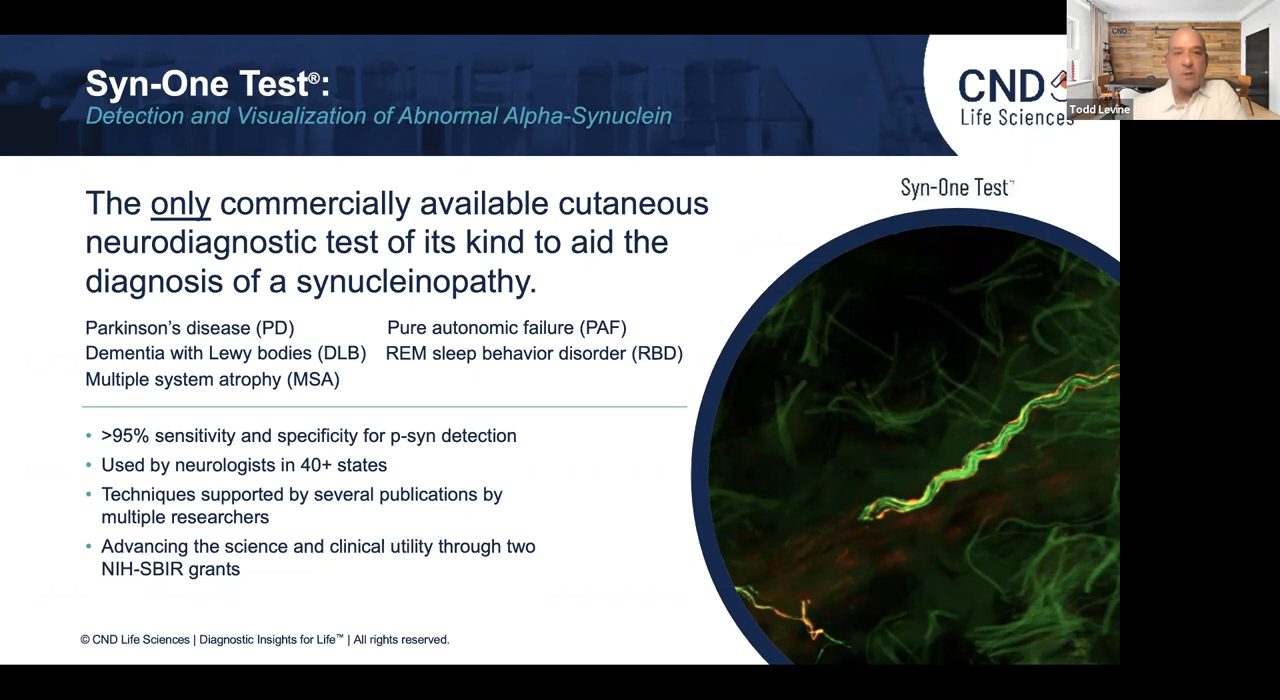 Syn-One Test®:
Detection and Visualization of Abnormal Alpha-Synuclein
CND
Life Sciences
CND
Todd Levine
Syn-One Test™
The only commercially available cutaneous
neurodiagnostic test of its kind to aid the
diagnosis of a synucleinopathy.
Parkinson’s disease (PD)
Dementia with Lewy bodies (DLB)
Multiple system atrophy (MSA)
Pure autonomic failure (PAF)
REM sleep behavior disorder (RBD)
• >95% sensitivity and specificity for p-syn detection
• Used by neurologists in 40+ states
• Techniques supported by several publications by
multiple researchers
• Advancing the science and clinical utility through two
NIH-SBIR grants
© CND Life Sciences | Diagnostic Insights for Life™ | All rights reserved.